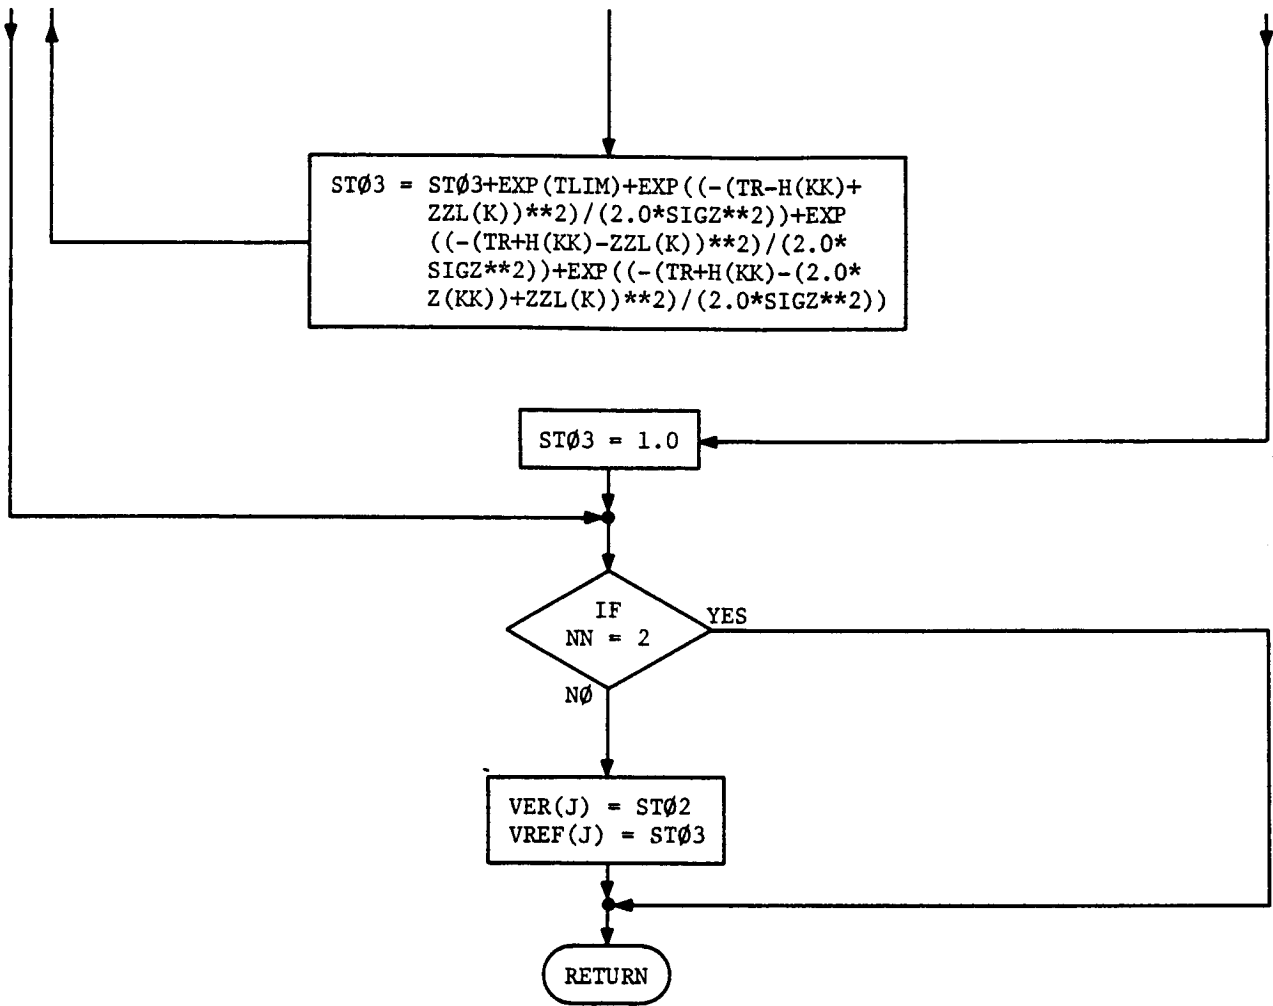 STØ3 = STØ3+EXP(TLIM)+EXP((-(TR-H(KK)+
ZZL(K))**2)/(2.0*SIGZ**2))+EXP
((-(TR+H(KK)-ZZL(K))**2)/(2.0*
SIGZ**2))+EXP((-(TR+H(KK)-(2.0*
Z(KK))+ZZL(K))**2)/(2.0*SIGZ**2))
STØ3 = 1.0
IF
NN = 2
YES
NØ
VER(J) = STØ2
VREF(J) = STØ3
RETURN